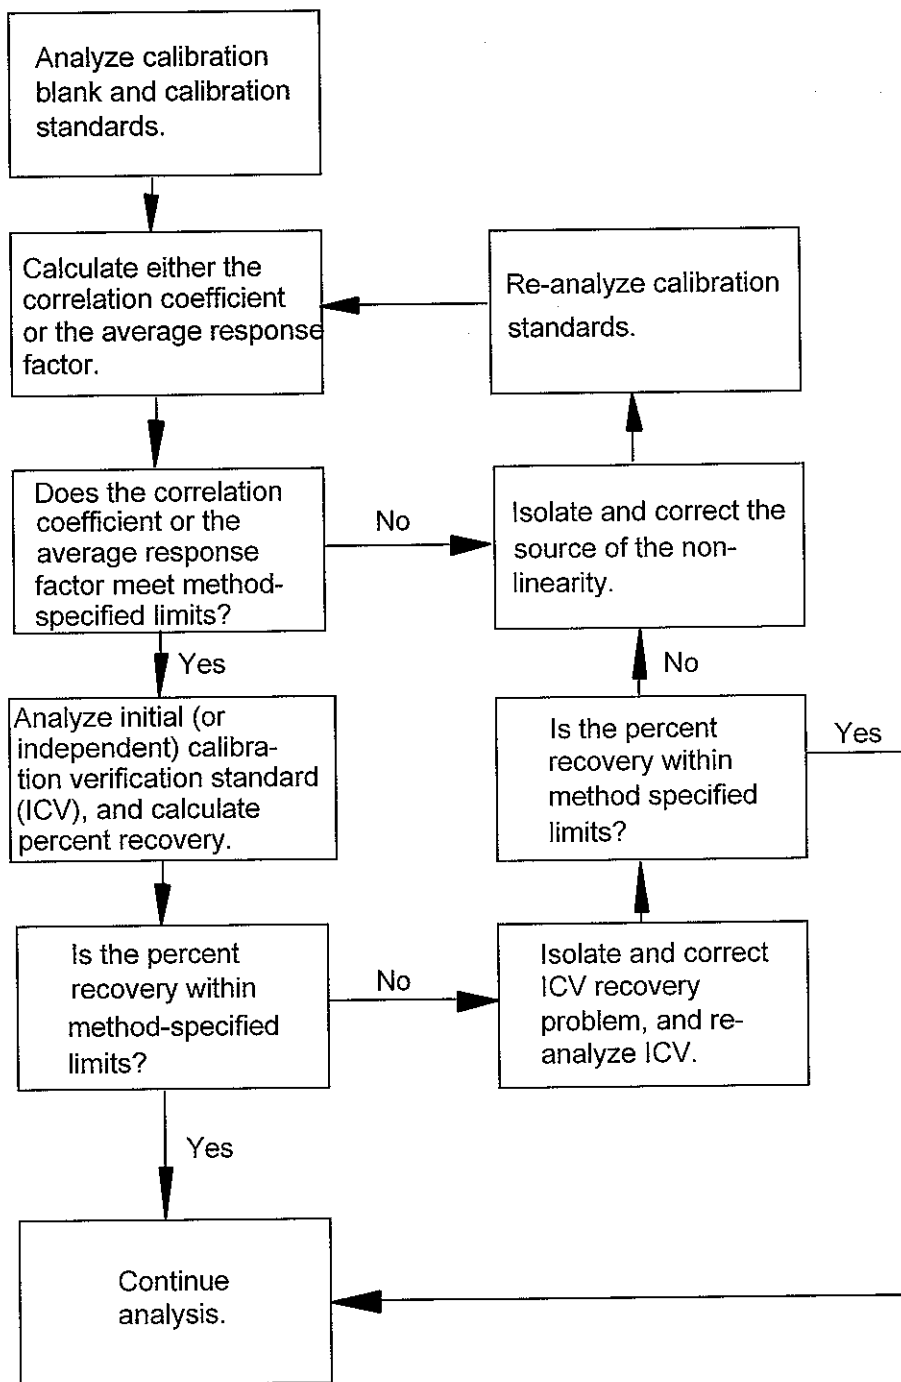 Analyze calibration
blank and calibration
standards.
Calculate either the
correlation coefficient
or the average response
factor.
Re-analyze calibration
standards.
Does the correlation
coefficient or the
average response
factor meet method-
specified limits?
No
Isolate and correct the
source of the non-
linearity.
Yes
No
Analyze initial (or
independent) calibra-
tion verification standard
(ICV), and calculate
percent recovery.
Is the percent
recovery within
method specified
limits?
Yes
Is the percent
recovery within
method-specified
limits?
No
Isolate and correct
ICV recovery
problem, and re-
analyze ICV.
Yes
Continue
analysis.